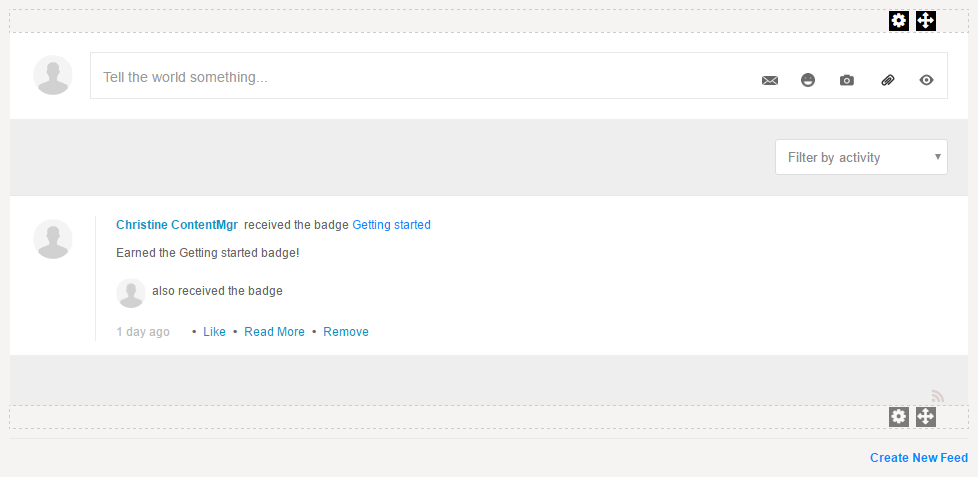 Tell the world something...
Filter by activity
Christine ContentMgr received the badge Getting started
Earned the Getting started badge!
also received the badge
1 day ago • Like • Read More • Remove
Create New Feed